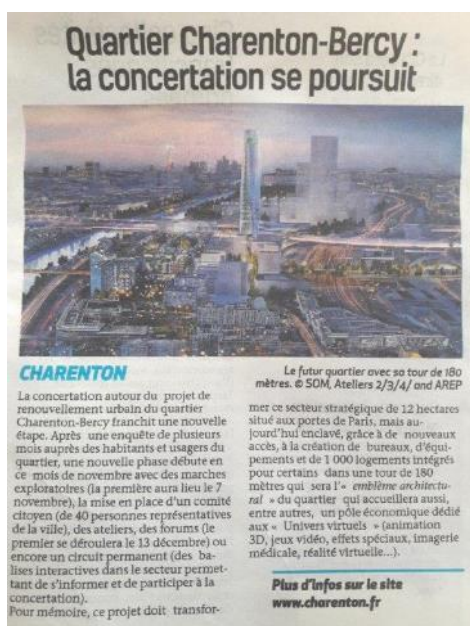 Quartier Charenton-Bercy :
la concertation se poursuit
CHARENTON
La concertation autour du projet de
renouvellement urbain du quartier
Charenton-Bercy franchit une nouvelle
étape. Après une enquête de plusieurs
mois auprès des habitants et usagers du
quartier, une nouvelle phase débute en
ce mois de novembre avec des marches
exploratoires (la première aura lieu le 7
novembre), la mise en place d'un comité
citoyen (de 40 personnes représentatives
de la ville), des ateliers, des forums (le
premier se déroulera le 13 décembre) ou
encore un circuit permanent (des ba-
lises interactives dans le secteur permet-
tant de s'informer et de participer à la
concertation).
Pour mémoire, ce projet doit transfor-
Le futur quartier avec so tour de 180
mètres. © SOM, Ateliers 2/3/4/ and AREP
mer ce secteur stratégique de 12 hectares
situé aux portes de Paris, mais au-
jourd'hui enclavé, grâce à de nouveaux
accès, à la création de bureaux, d'équi-
pements et de 1 000 logements intégrés
pour certains dans une tour de 180
mètres qui sera l'« emblème architectu-
ral » du quartier qui accueillera aussi,
entre autres, un pôle économique dédié
aux « Univers virtuels » (animation
3D, jeux vidéo, effets spéciaux, imagerie
médicale, réalité virtuelle...).
Plus d'infos sur le site
www.charenton.fr